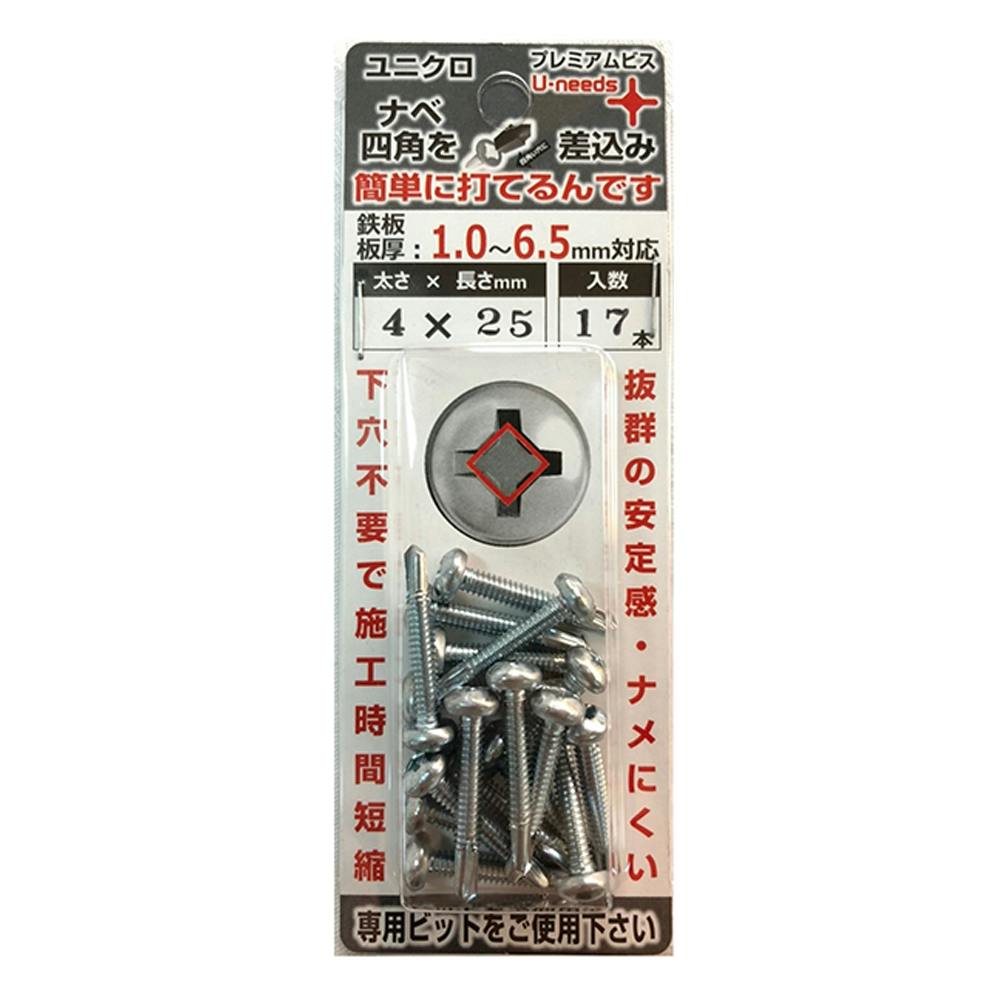 ユニクロ
プレミアムビス
U-needs
ナベ
四角を
差込み
簡単に打てるんです
鉄板
板厚：1.0～6.5mm対応
太さ × 長さmm
入数
4 × 25
17本
下穴不要で施工時間短縮
抜群の安定感・ナメにくい
専用ビットをご使用下さい